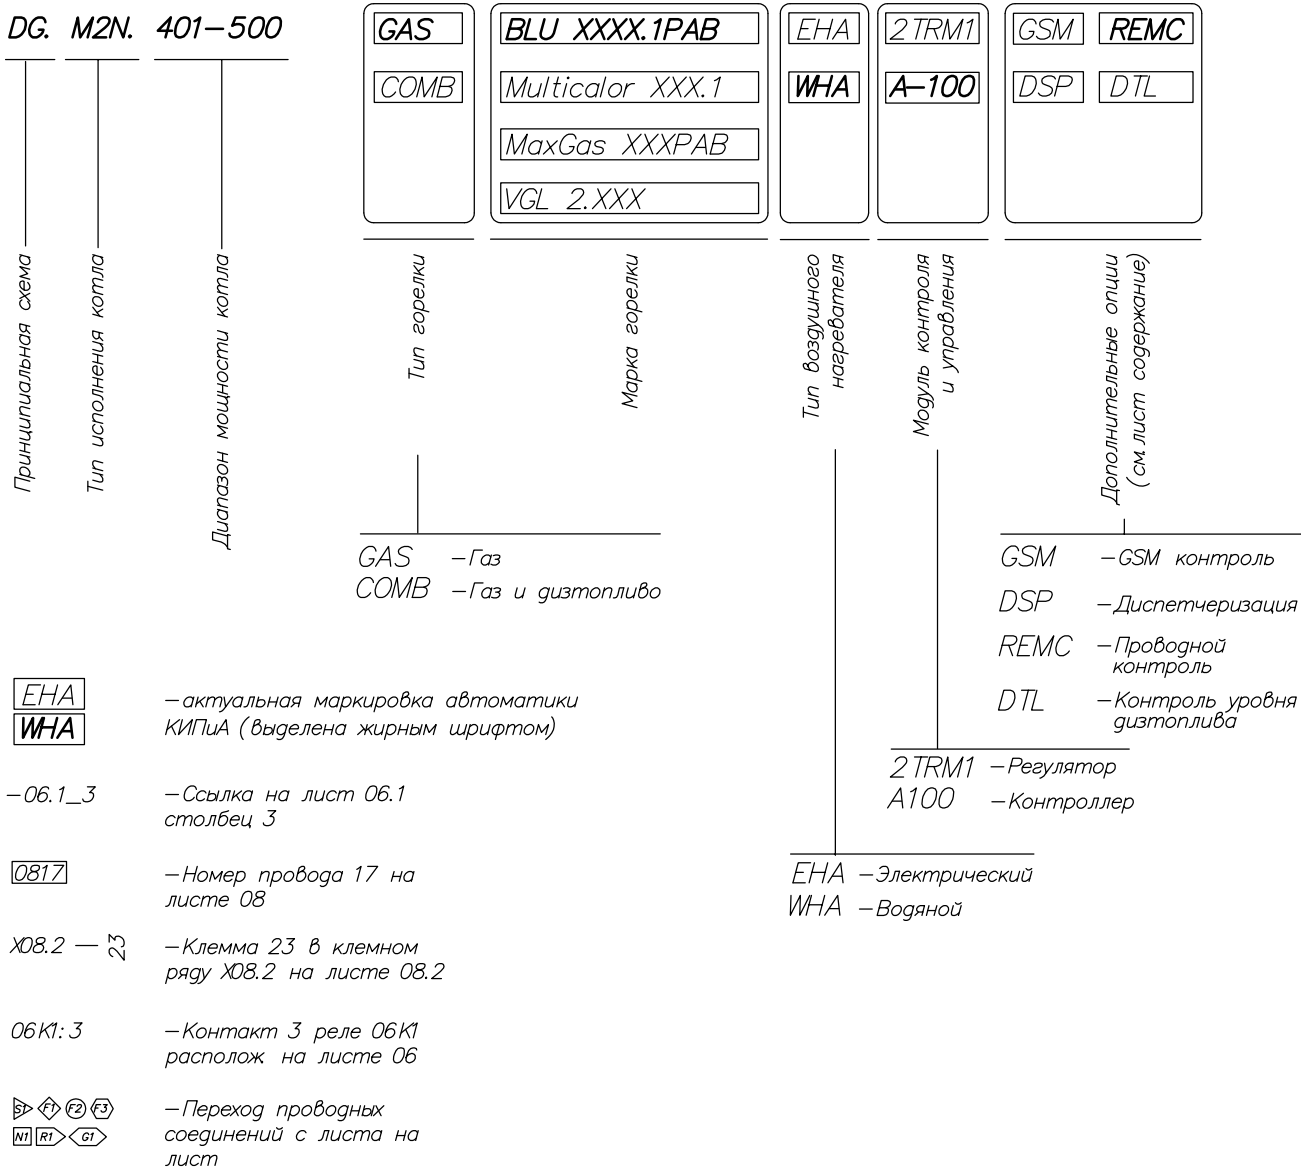 DG. M2N. 401-500
GAS BLU XXXX.1PAB EHA 2TRM1 GSM REMC
COMB Multicalor XXX.1 WHA A-100 DSP DTL
MaxGas XXXPAB
VGL 2.XXX
Принципиальная схема
Тип исполнения котла
Диапазон мощности котла
Тип горелки
Марка горелки
Тип воздушного
нагревателя
Модуль контроля
и управления
Дополнительные опции
(см.лист содержание)
GAS -Газ
COMB -Газ и дизтопливо
GSM -GSM контроль
DSP -Диспетчеризация
REMC -Проводной
контроль
DTL -Контроль уровня
дизтоплива
2TRM1 -Регулятор
A100 -Контроллер
EHA -Электрический
WHA -Водяной
EHA -актуальная маркировка автоматики
WHA КИПиА (выделена жирным шрифтом)
-06.1_3 -Ссылка на лист 06.1
столбец 3
0817 -Номер провода 17 на
листе 08
X08.2 — 23 -Клемма 23 в клемном
ряду X08.2 на листе 08.2
06K1:3 -Контакт 3 реле 06K1
располож. на листе 06
S1 F1 F2 F3 -Переход проводных
N1 R1 G1 соединений с листа на
лист